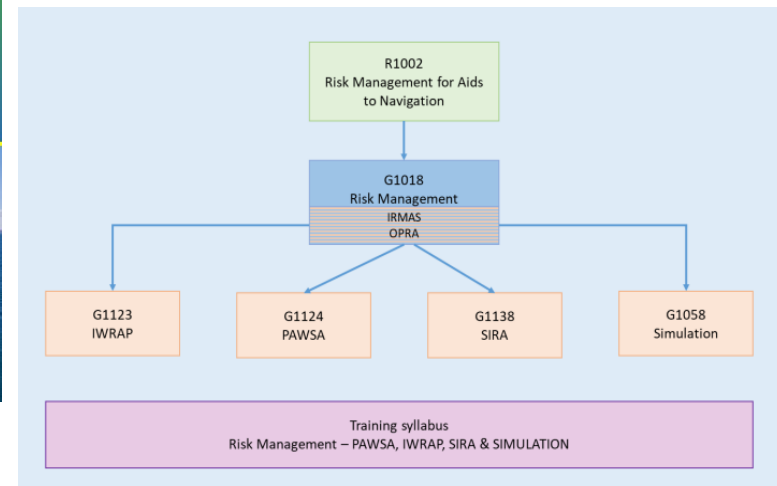 R1002
Risk Management for Aids
to Navigation
G1018
Risk Management
IRMAS
OPRA
G1123
IWRAP
G1124
PAWSA
G1138
SIRA
G1058
Simulation
Training syllabus
Risk Management – PAWSA, IWRAP, SIRA & SIMULATION